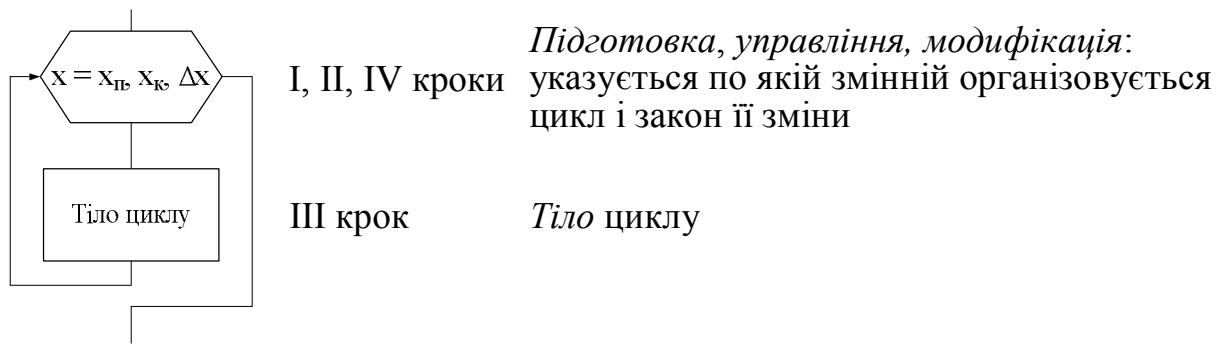 Підготовка, управління, модифікація:
x = xп, xк, Δx
I, II, IV кроки
указується по якій змінній організовується
цикл і закон її зміни
Тіло циклу
III крок
Тіло циклу